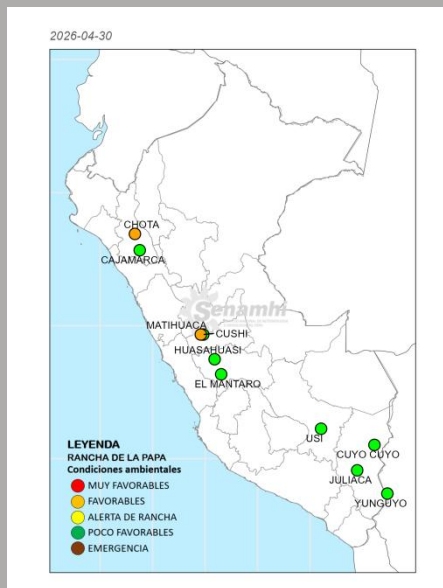 2026-04-30
CHOTA
CAJAMARCA
Senamhi
MATIHUACA
CUSHI
HUASAHUASI
EL MANTARO
USI
CUYO CUYO
JULIACA
YUNGUYO
LEYENDA
RANCHA DE LA PAPA
Condiciones ambientales
MUY FAVORABLES
FAVORABLES
ALERTA DE RANCHA
POCO FAVORABLES
EMERGENCIA